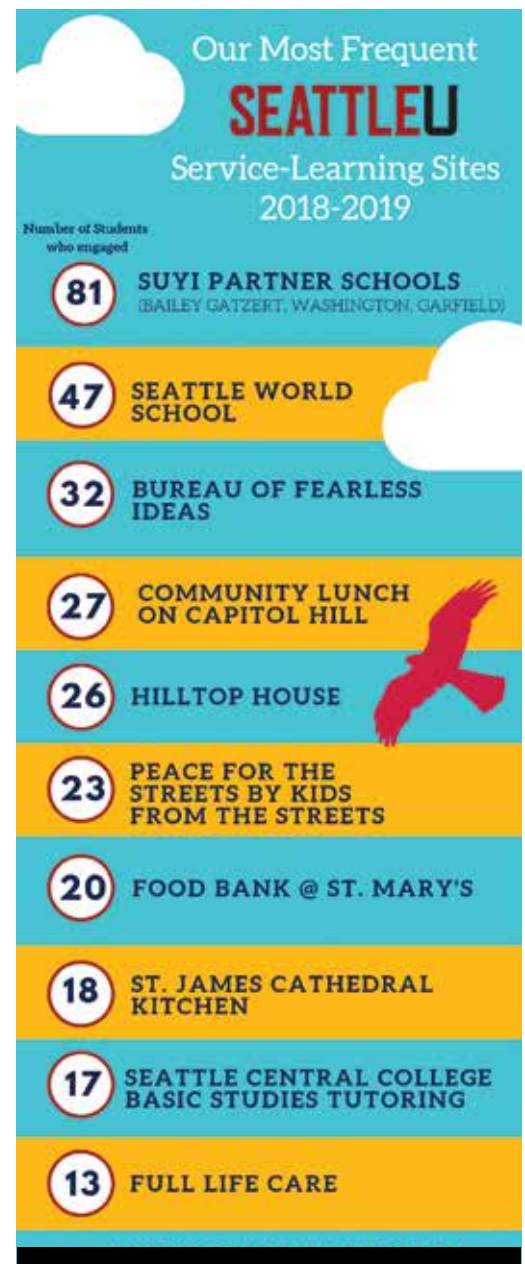 Our Most Frequent
SEATTLEU
Service-Learning Sites
2018-2019
Number of Students
who engaged
81
SUYI PARTNER SCHOOLS
(BAILEY GATZERT, WASHINGTON, GARFIELD)
47
SEATTLE WORLD
SCHOOL
32
BUREAU OF FEARLESS
IDEAS
27
COMMUNITY LUNCH
ON CAPITOL HILL
26
HILLTOP HOUSE
23
PEACE FOR THE
STREETS BY KIDS
FROM THE STREETS
20
FOOD BANK @ ST. MARY'S
18
ST. JAMES CATHEDRAL
KITCHEN
17
SEATTLE CENTRAL COLLEGE
BASIC STUDIES TUTORING
13
FULL LIFE CARE